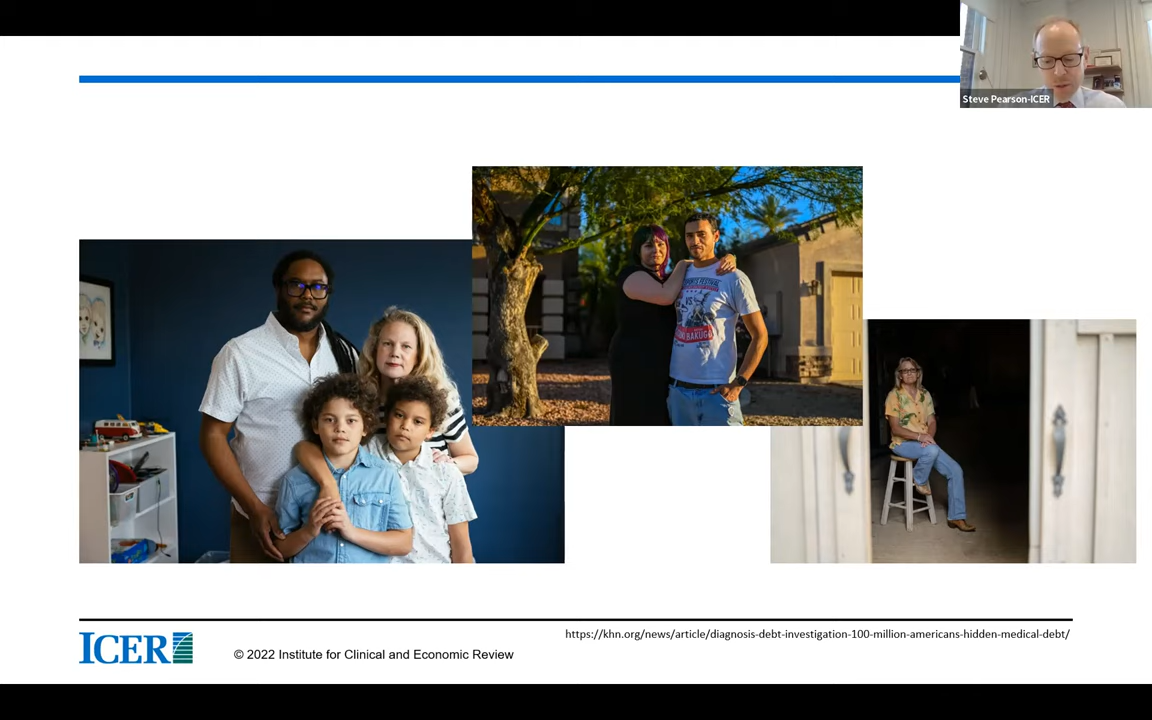 Steve Pearson-ICER
https://khn.org/news/article/diagnosis-debt-investigation-100-million-americans-hidden-medical-debt/
ICER
© 2022 Institute for Clinical and Economic Review